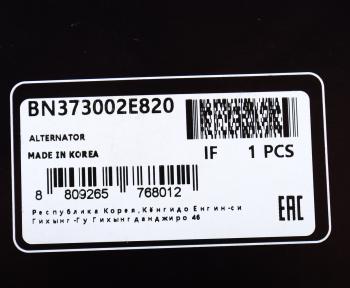 BN373002E820
ALTERNATOR
MADE IN KOREA
IF 1 PCS
8 809265 768012
Республика Корея, Кёнгидо Енгин-си
Гихынг-Гу Гихынгданджиро 46
EAC